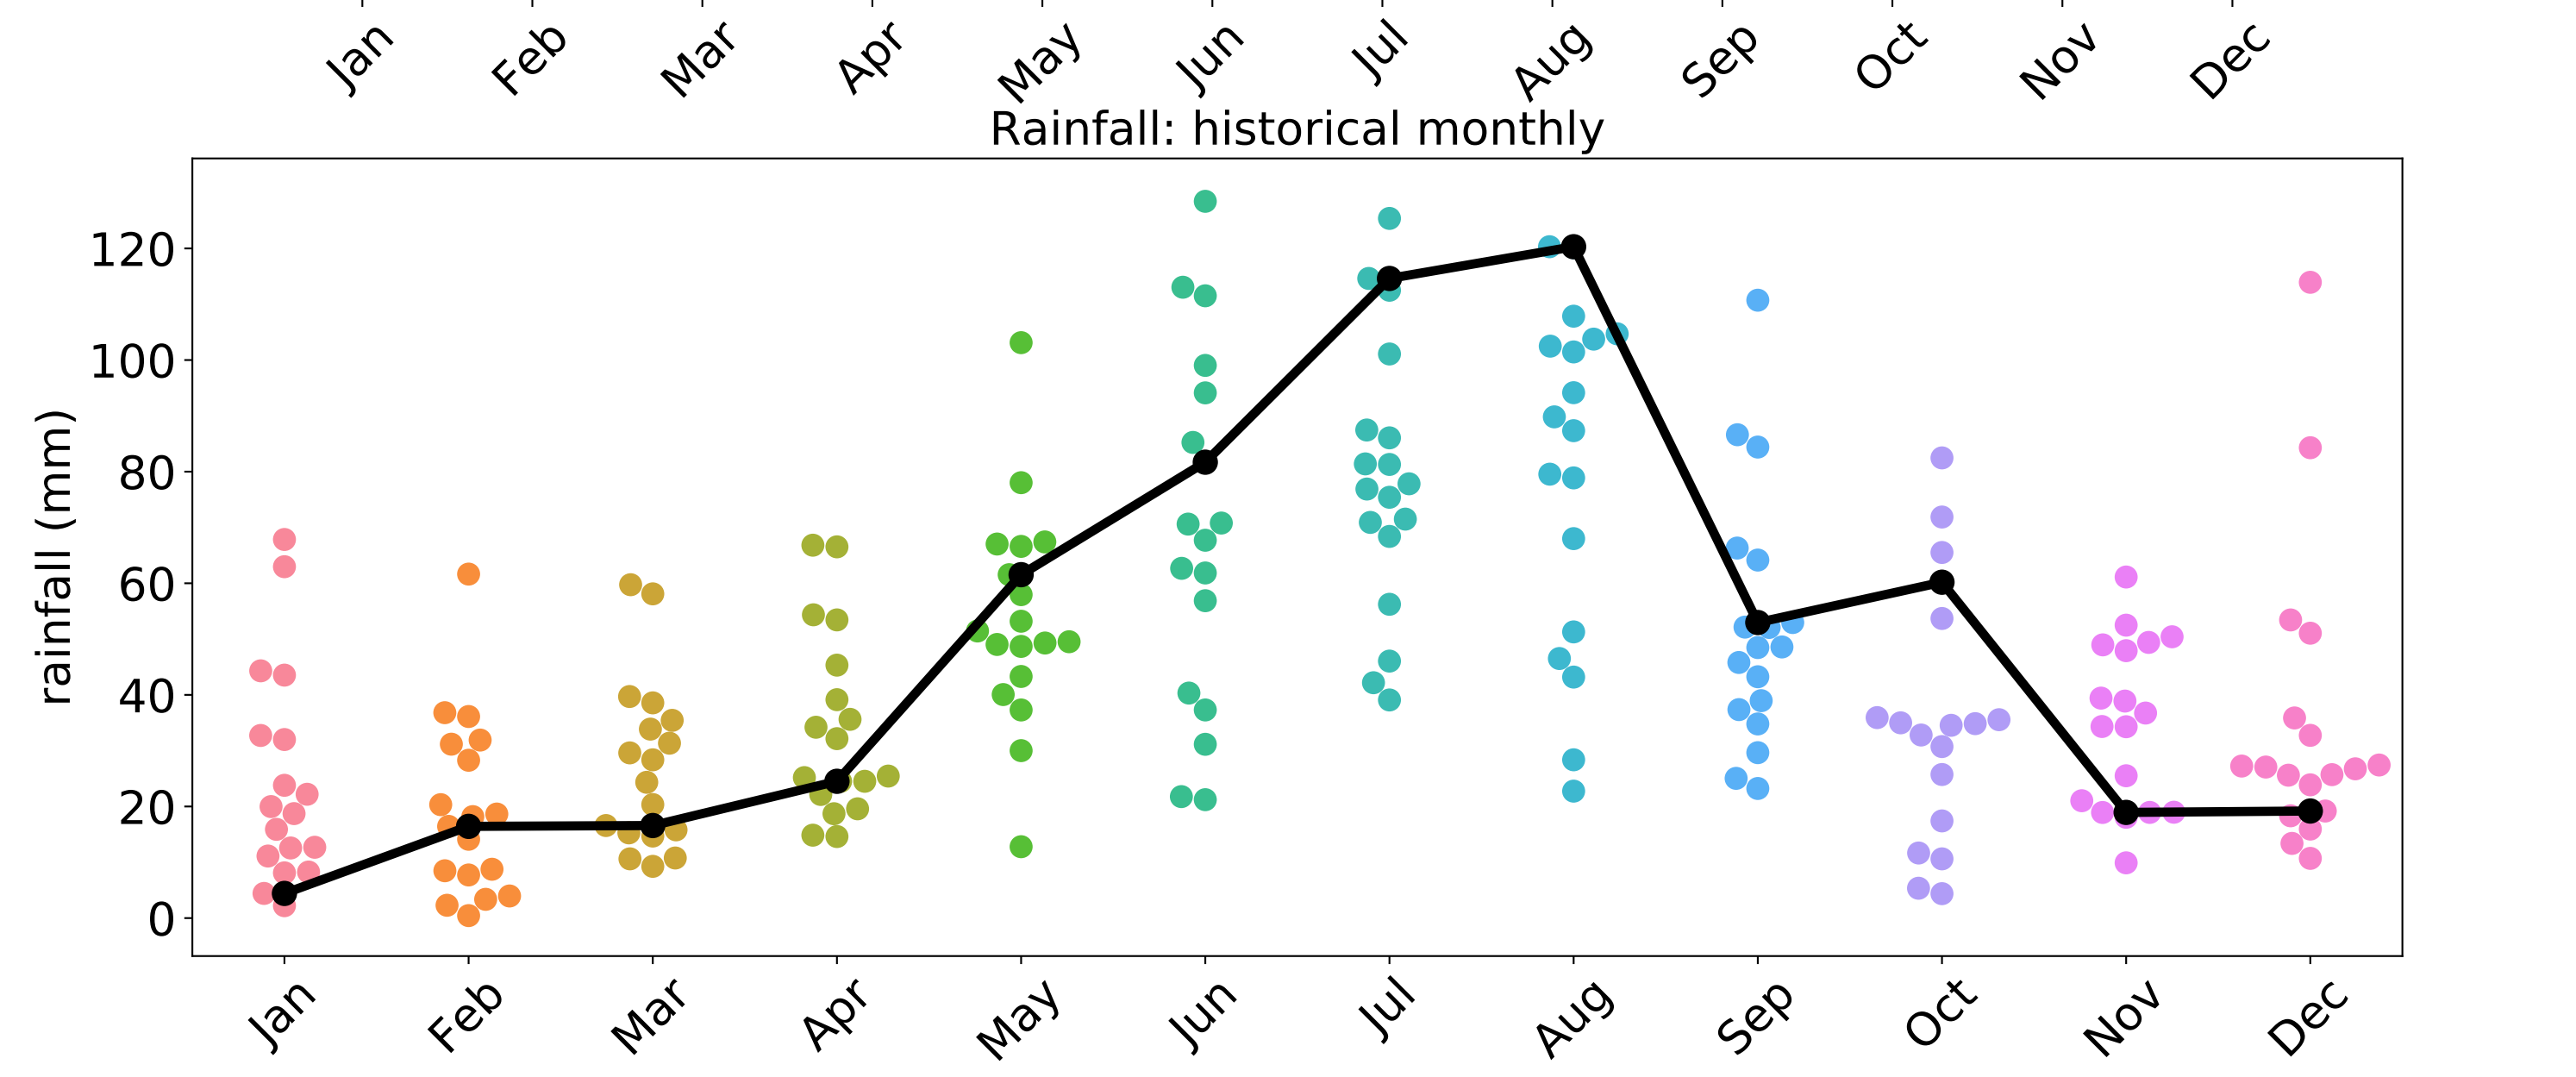 Jan Feb Mar Apr May Jun Jul Aug Sep Oct Nov Dec
Rainfall: historical monthly
rainfall (mm)
120
100
80
60
40
20
0
Jan Feb Mar Apr May Jun Jul Aug Sep Oct Nov Dec